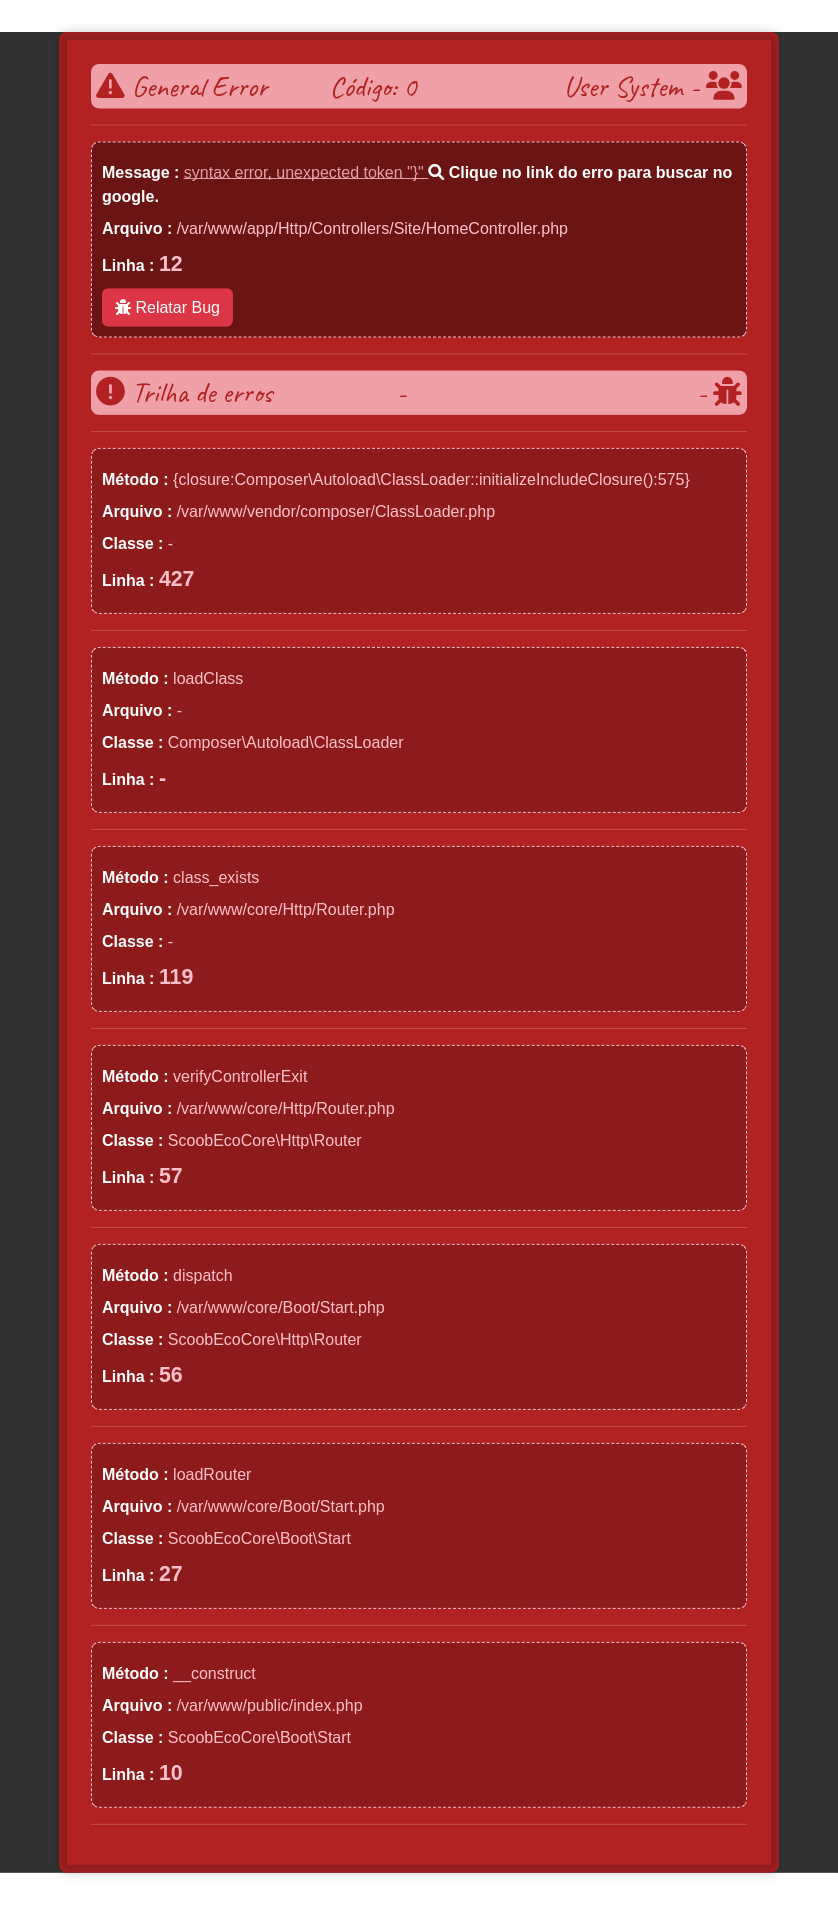 General Error Código: 0 User System -
Message : syntax error, unexpected token "}" Clique no link do erro para buscar no
google.
Arquivo : /var/www/app/Http/Controllers/Site/HomeController.php
Linha : 12
Relatar Bug
Trilha de erros - -
Método : {closure:Composer\Autoload\ClassLoader::initializeIncludeClosure():575}
Arquivo : /var/www/vendor/composer/ClassLoader.php
Classe : -
Linha : 427
Método : loadClass
Arquivo : -
Classe : Composer\Autoload\ClassLoader
Linha : -
Método : class_exists
Arquivo : /var/www/core/Http/Router.php
Classe : -
Linha : 119
Método : verifyControllerExit
Arquivo : /var/www/core/Http/Router.php
Classe : ScoobEcoCore\Http\Router
Linha : 57
Método : dispatch
Arquivo : /var/www/core/Boot/Start.php
Classe : ScoobEcoCore\Http\Router
Linha : 56
Método : loadRouter
Arquivo : /var/www/core/Boot/Start.php
Classe : ScoobEcoCore\Boot\Start
Linha : 27
Método : __construct
Arquivo : /var/www/public/index.php
Classe : ScoobEcoCore\Boot\Start
Linha : 10